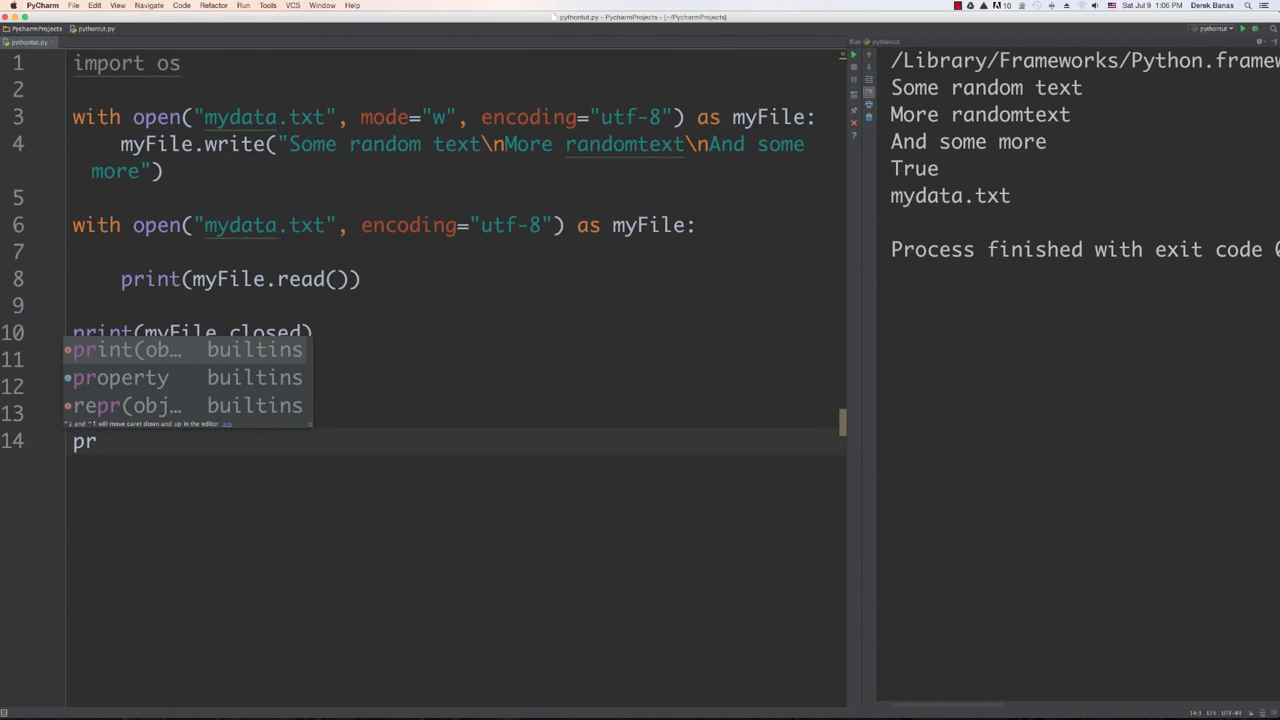 PyCharm File Edit View Navigate Code Refactor Run Tools VCS Window Help 10 Sat Jul 9 1:06 PM Derek Banas
pythontut.py - PycharmProjects - [~/PycharmProjects]
PycharmProjects pythontut.py pythontut
pythontut.py
Run: pythontut
1 import os
2
3 with open("mydata.txt", mode="w", encoding="utf-8") as myFile:
4 myFile.write("Some random text\nMore randomtext\nAnd some
more")
5
6 with open("mydata.txt", encoding="utf-8") as myFile:
7
8 print(myFile.read())
9
10 print(myFile.closed)
11
12
13
14 pr
print(ob… builtins
property builtins
repr(obj… builtins
^↓ and ^↑ will move caret down and up in the editor >>
/Library/Frameworks/Python.framew
Some random text
More randomtext
And some more
True
mydata.txt
Process finished with exit code 0
14:3 LF≑ UTF-8≑